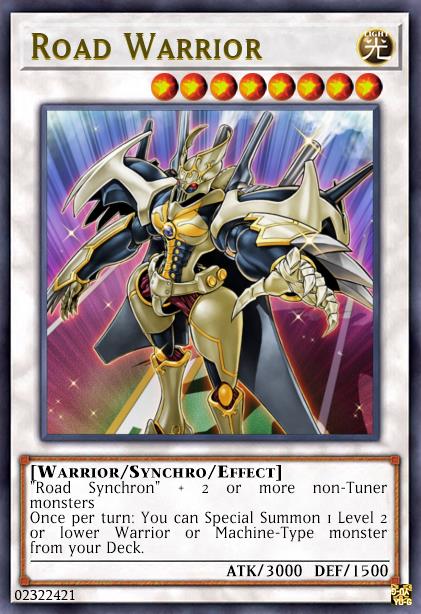 ROAD WARRIOR
LIGHT
光
[WARRIOR/SYNCHRO/EFFECT]
"Road Synchron" + 2 or more non-Tuner
monsters
Once per turn: You can Special Summon 1 Level 2
or lower Warrior or Machine-Type monster
from your Deck.
ATK/3000 DEF/1500
02322421